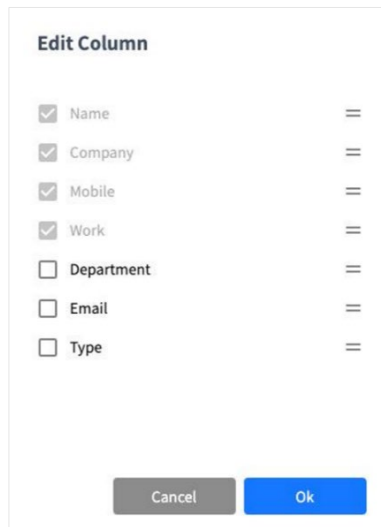 Edit Column
Name
Company
Mobile
Work
Department
Email
Type
Cancel Ok